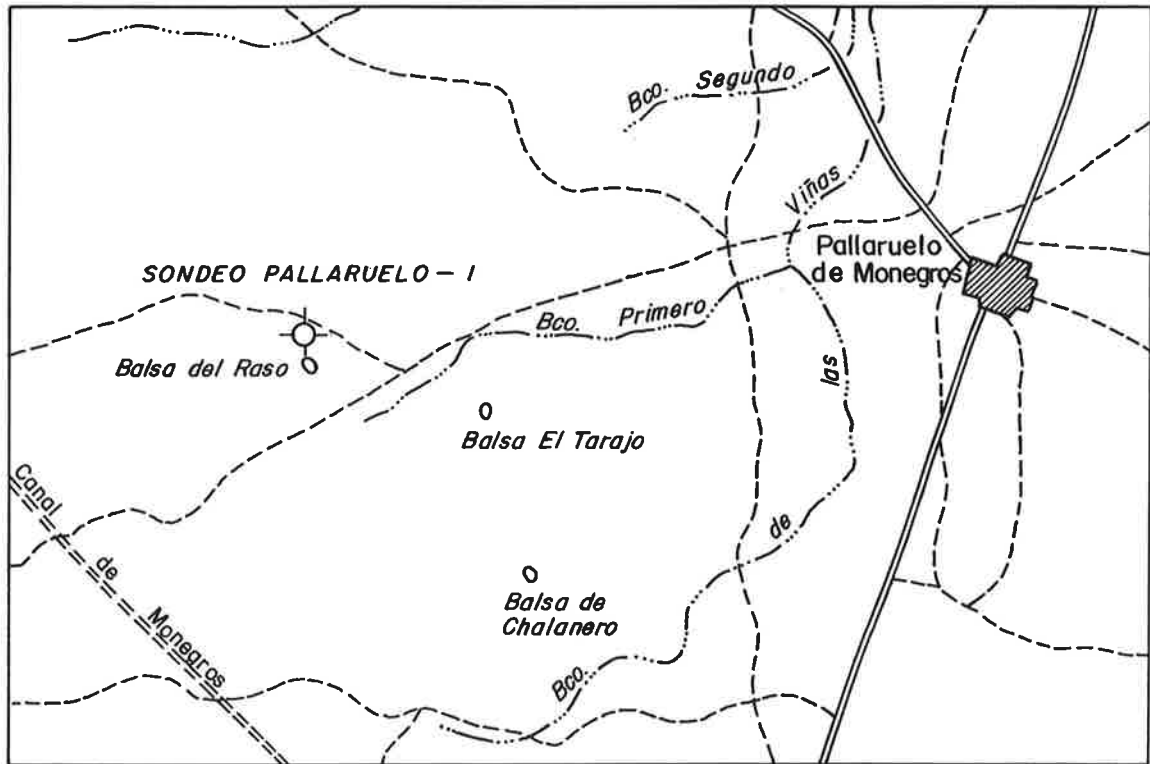 Bco. Segundo
Viñas
Pallaruelo
de Monegros
SONDEO PALLARUELO-1
Bco. Primero
Balsa del Raso
las
Balsa El Tarajo
Canal
de
Monegros
de
Balsa de
Chalanero
Bco.